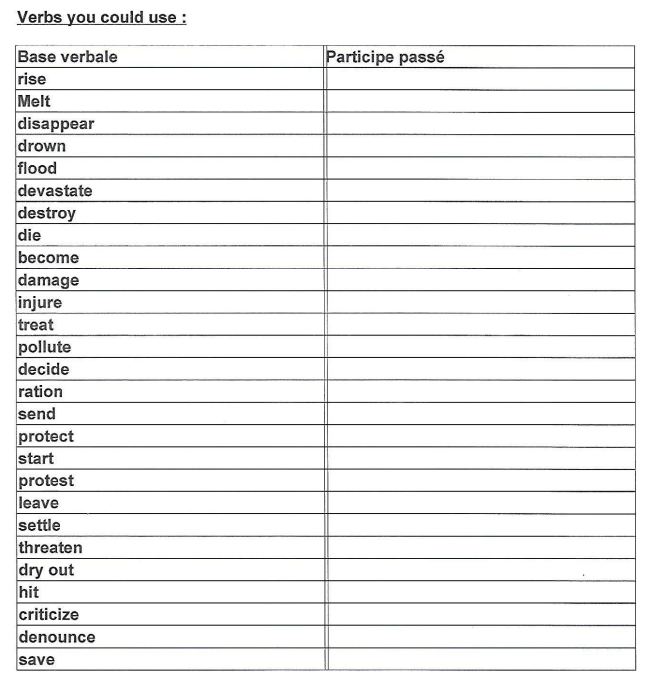 Verbs you could use :
Base verbale Participe passé
rise
Melt
disappear
drown
flood
devastate
destroy
die
become
damage
injure
treat
pollute
decide
ration
send
protect
start
protest
leave
settle
threaten
dry out
hit
criticize
denounce
save